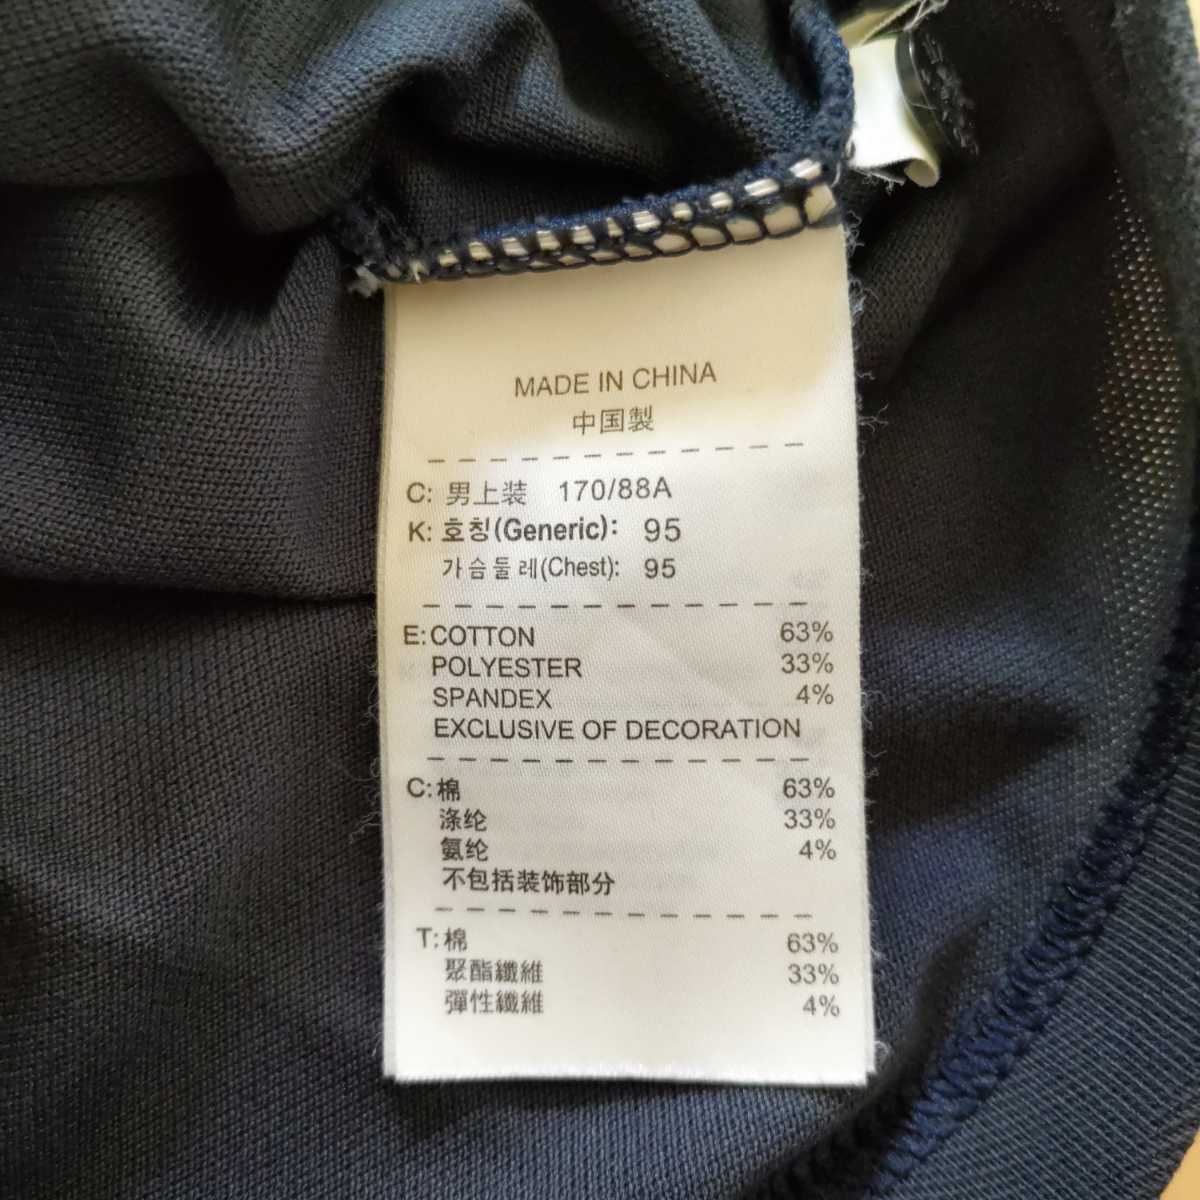 MADE IN CHINA
中国製
C: 男上装 170/88A
K: 호칭(Generic): 95
가슴둘레(Chest): 95
E: COTTON 63%
POLYESTER 33%
SPANDEX 4%
EXCLUSIVE OF DECORATION
C: 棉 63%
涤纶 33%
氨纶 4%
不包括装饰部分
T: 棉 63%
聚酯纖維 33%
彈性纖維 4%